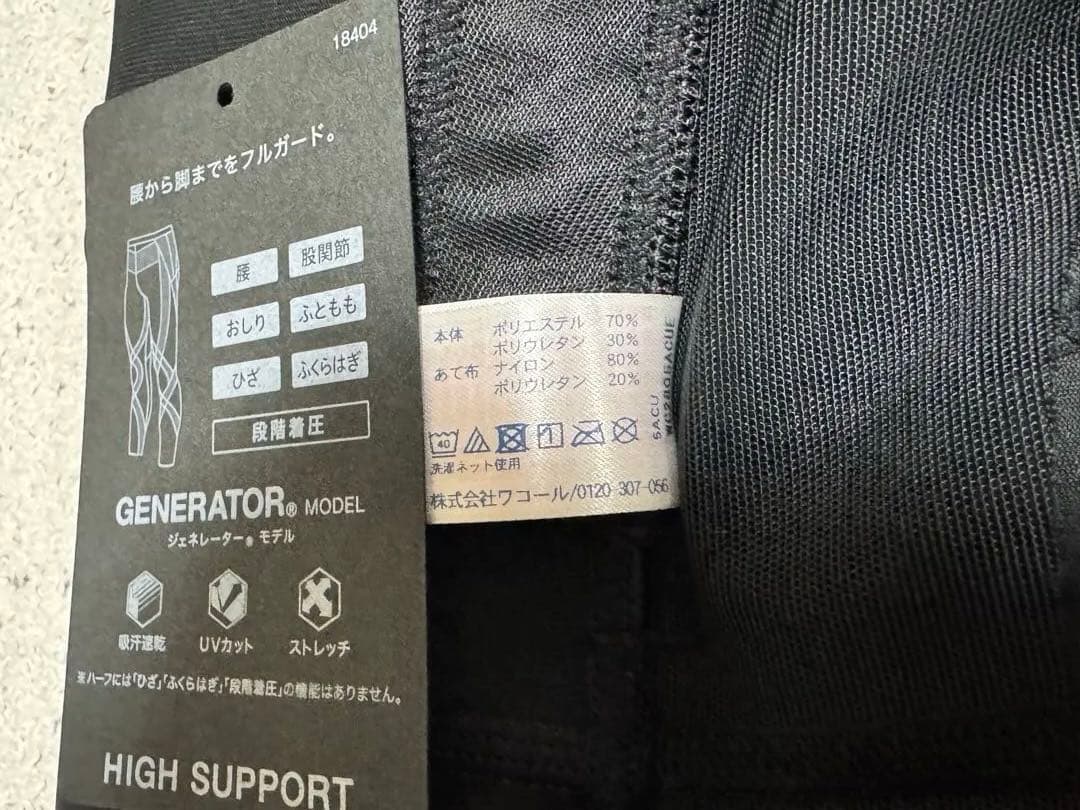 18404
腰から脚までをフルガード。
腰 股関節
おしり ふともも
ひざ ふくらはぎ
段階着圧
GENERATOR® MODEL
ジェネレーター® モデル
吸汗速乾 UVカット ストレッチ
※ハーフには「ひざ」「ふくらはぎ」「段階着圧」の機能はありません。
HIGH SUPPORT
本体 ポリエステル 70%
ポリウレタン 30%
あて布 ナイロン 80%
ポリウレタン 20%
40
洗濯ネット使用
株式会社ワコール/0120 307-056